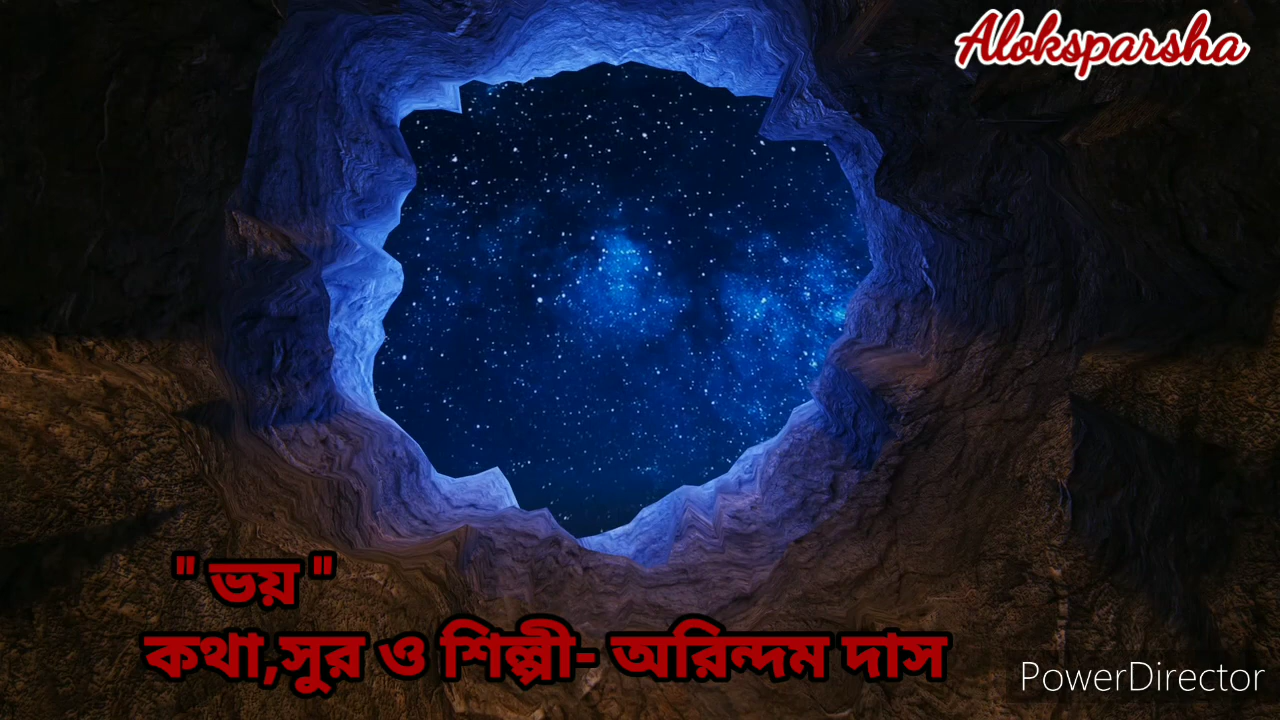 Aloksparsha
" ভয় "
কথা,সুর ও শিল্পী- অরিন্দম দাস
PowerDirector